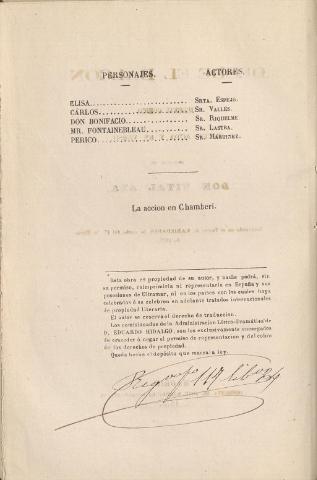 PERSONAJES. ACTORES.
ELISA........................ SRTA. ESPEJO.
CÁRLOS....................... SR. VALLÉS.
DON BONIFACIO................ SR. RIQUELME
MR. FONTAINEBLEAU............ SR. LASTRA.
PERICO....................... SR. MARTINEZ.
La accion en Chamberí.
Esta obra es propiedad de su autor, y nadie podrá, sin
su permiso, reimprimirla ni representarla en España y sus
posesiones de Ultramar, ni en los paises con los cuales haya
celebrados ó se celebren en adelante tratados internacionales
de propiedad literaria.
El autor se reserva el derecho de traduccion.
Los comisionados de la Administracion Lírico-Dramática de
D. EDUARDO HIDALGO, son los exclusivamente encargados
de conceder ó negar el permiso de representacion y del cobro
de los derechos de propiedad.
Queda hecho el depósito que marca la ley.
117